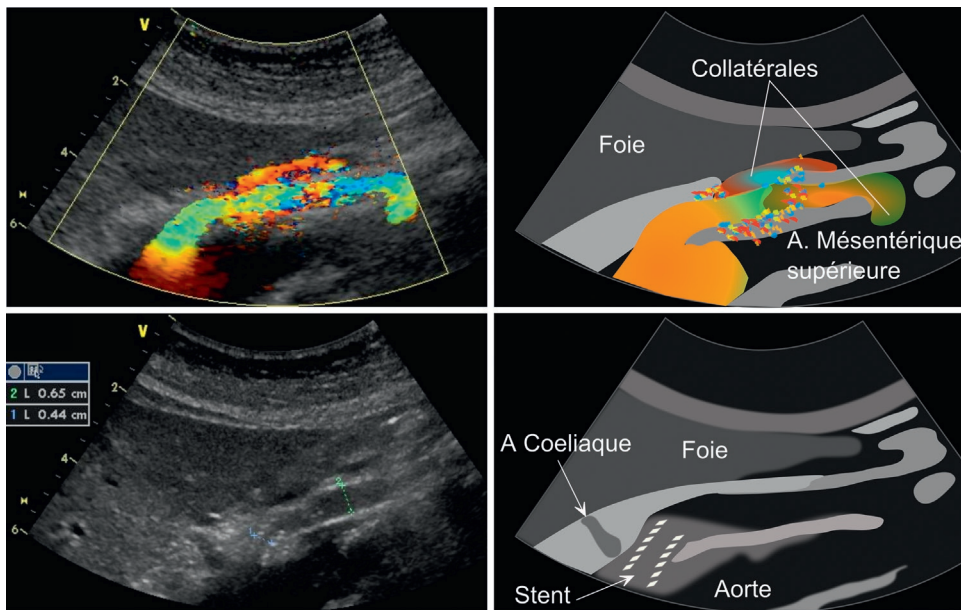 V
2
4
6
Collatérales
Foie
A. Mésentérique
supérieure
V
2 L 0.65 cm
1 L 0.44 cm
2
4
6
A Coeliaque
Foie
Stent
Aorte